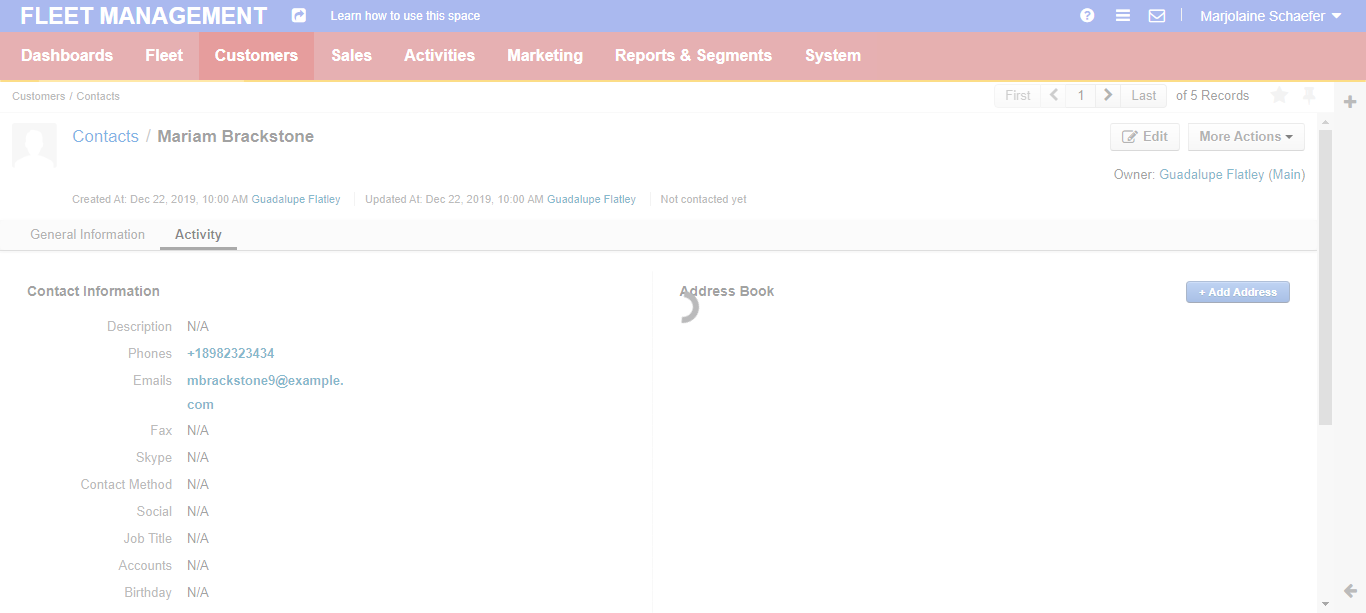 FLEET MANAGEMENT Learn how to use this space Marjolaine Schaefer
Dashboards Fleet Customers Sales Activities Marketing Reports & Segments System
Customers / Contacts First 1 Last of 5 Records
Contacts / Mariam Brackstone Edit More Actions
Owner: Guadalupe Flatley (Main)
Created At: Dec 22, 2019, 10:00 AM Guadalupe Flatley Updated At: Dec 22, 2019, 10:00 AM Guadalupe Flatley Not contacted yet
General Information Activity
Contact Information
Description N/A
Phones +18982323434
Emails mbrackstone9@example.
com
Fax N/A
Skype N/A
Contact Method N/A
Social N/A
Job Title N/A
Accounts N/A
Birthday N/A
Address Book + Add Address